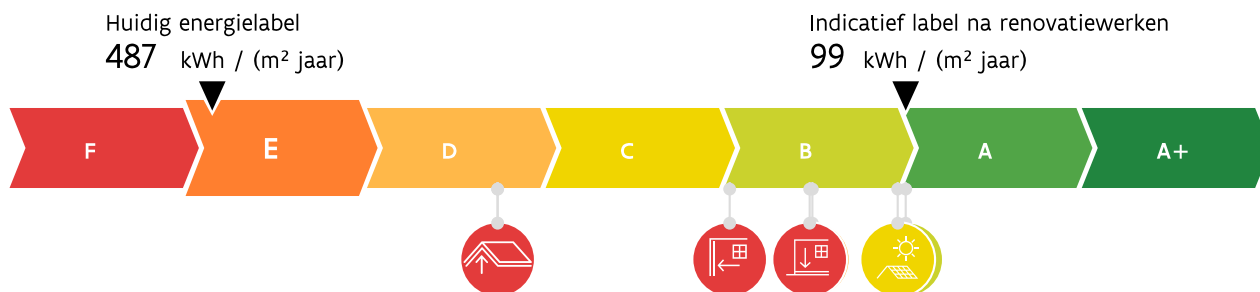 Huidig energielabel
487 kWh / (m² jaar)
Indicatief label na renovatiewerken
99 kWh / (m² jaar)
F E D C B A A+